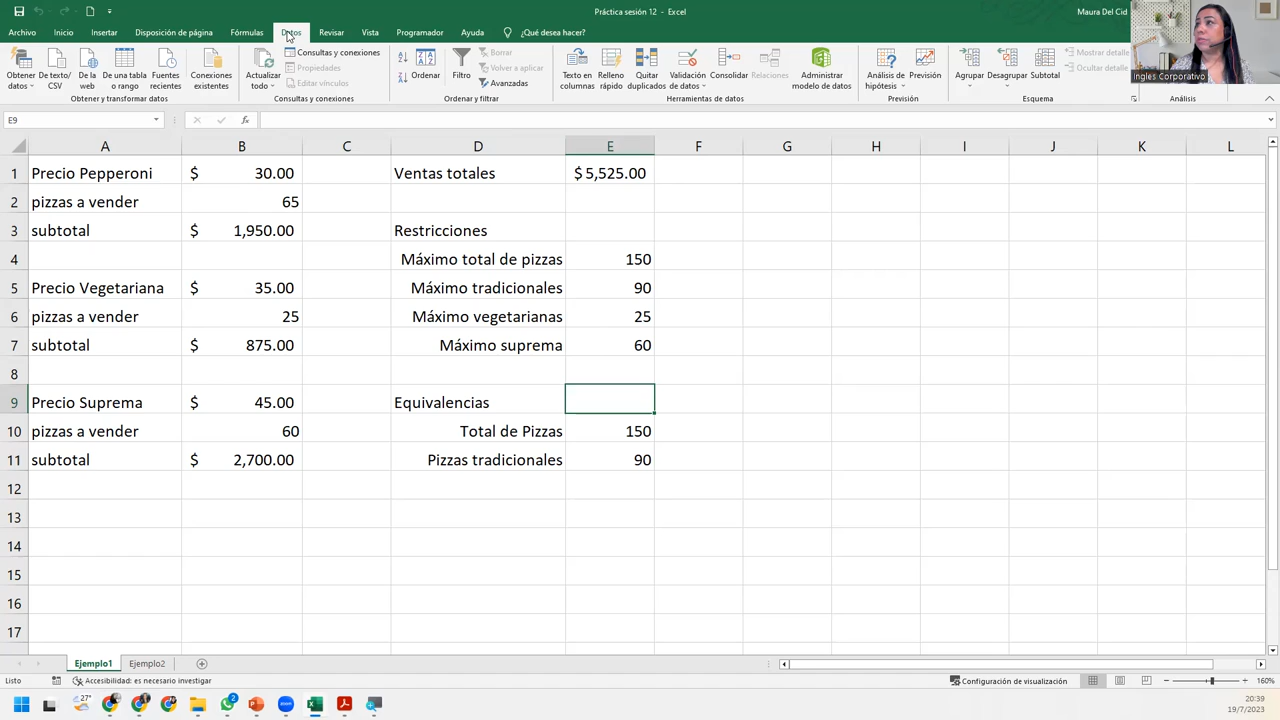 Práctica sesión 12 - Excel
Maura Del Cid
Archivo Inicio Insertar Disposición de página Fórmulas Datos Revisar Vista Programador Ayuda ¿Qué desea hacer?
Obtener datos
De texto/CSV
De la web
De una tabla o rango
Fuentes recientes
Conexiones existentes
Obtener y transformar datos
Actualizar todo
Consultas y conexiones
Propiedades
Editar vínculos
Consultas y conexiones
Ordenar
Filtro
Borrar
Volver a aplicar
Avanzadas
Ordenar y filtrar
Texto en columnas
Relleno rápido
Quitar duplicados
Validación de datos
Consolidar
Relaciones
Administrar modelo de datos
Herramientas de datos
Análisis de hipótesis
Previsión
Previsión
Agrupar
Desagrupar
Subtotal
Mostrar detalle
Ocultar detalle
Esquema
Análisis
Ingles Corporativo
E9
fx
A B C D E F G H I J K L
1 Precio Pepperoni $ 30.00 Ventas totales $ 5,525.00
2 pizzas a vender 65
3 subtotal $ 1,950.00 Restricciones
4 Máximo total de pizzas 150
5 Precio Vegetariana $ 35.00 Máximo tradicionales 90
6 pizzas a vender 25 Máximo vegetarianas 25
7 subtotal $ 875.00 Máximo suprema 60
8
9 Precio Suprema $ 45.00 Equivalencias
10 pizzas a vender 60 Total de Pizzas 150
11 subtotal $ 2,700.00 Pizzas tradicionales 90
12
13
14
15
16
17
Ejemplo1 Ejemplo2
Listo Accesibilidad: es necesario investigar Configuración de visualización 160%
27° 2 zoom 20:39
19/7/2023